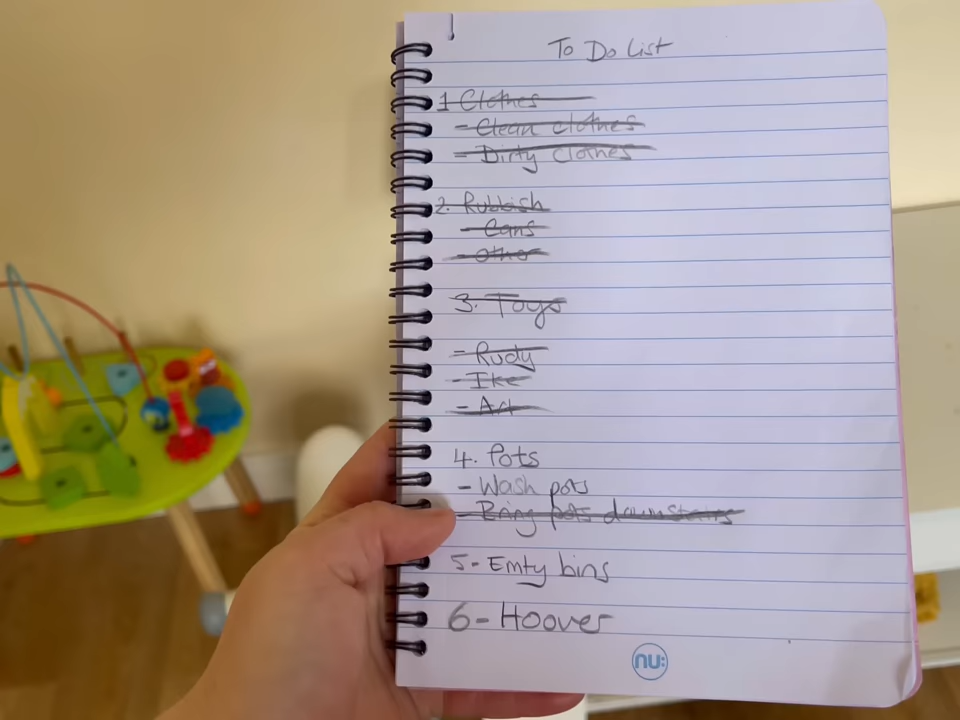 To Do List
1 Clothes
- Clean clothes
- Dirty clothes
2. Rubbish
- Cans
- Other
3. Toys
- Rudy
- Ike
- Art
4. Pots
- Wash pots
- Bring pots downstairs
5- Emty bins
6- Hoover
nu: